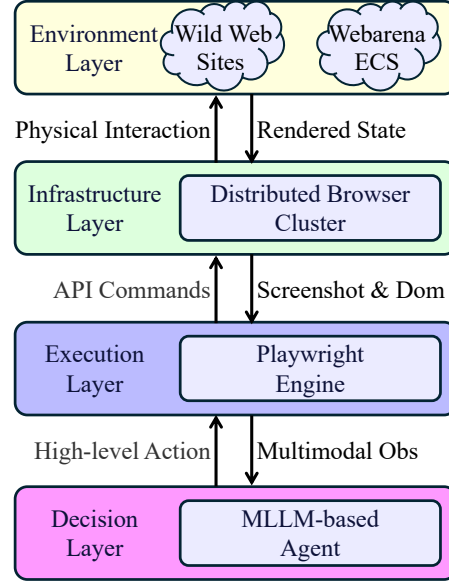 Environment
Layer
Wild Web
Sites
Webarena
ECS
Physical Interaction
Rendered State
Infrastructure
Layer
Distributed Browser
Cluster
API Commands
Screenshot & Dom
Execution
Layer
Playwright
Engine
High-level Action
Multimodal Obs
Decision
Layer
MLLM-based
Agent